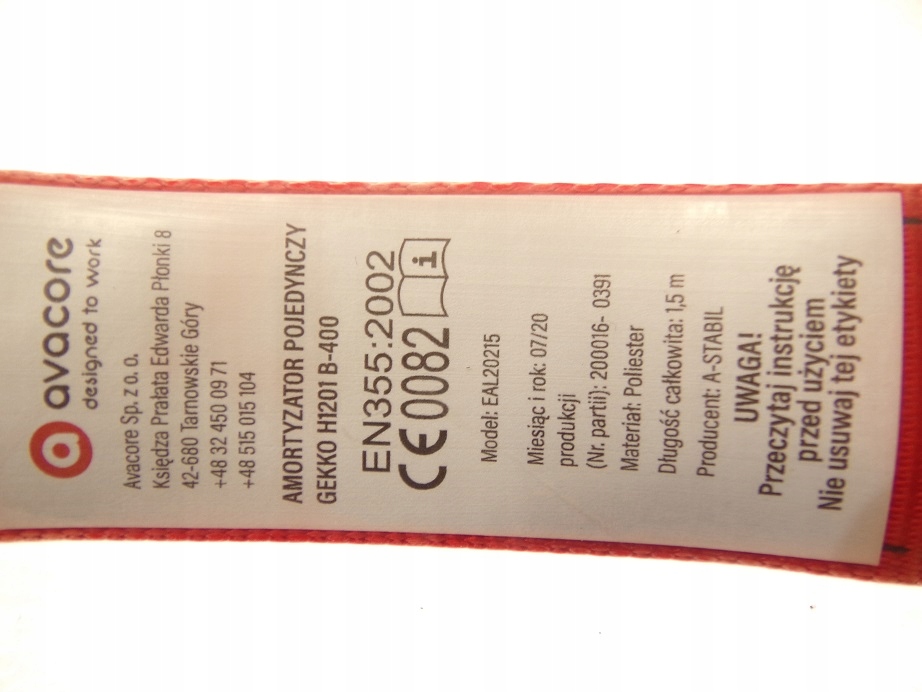 avacore
designed to work
Avacore Sp. z o. o.
Księdza Prałata Edwarda Płonki 8
42-680 Tarnowskie Góry
+48 32 450 09 71
+48 515 015 104
AMORTYZATOR POJEDYNCZY
GEKKO H1201 B-400
EN355:2002
CE0082 i
Model: EAL20215
Miesiąc i rok: 07/20
produkcji
(Nr. partii): 200016- 0391
Materiał: Poliester
Długość całkowita: 1,5 m
Producent: A-STABIL
UWAGA!
Przeczytaj instrukcję
przed użyciem
Nie usuwaj tej etykiety